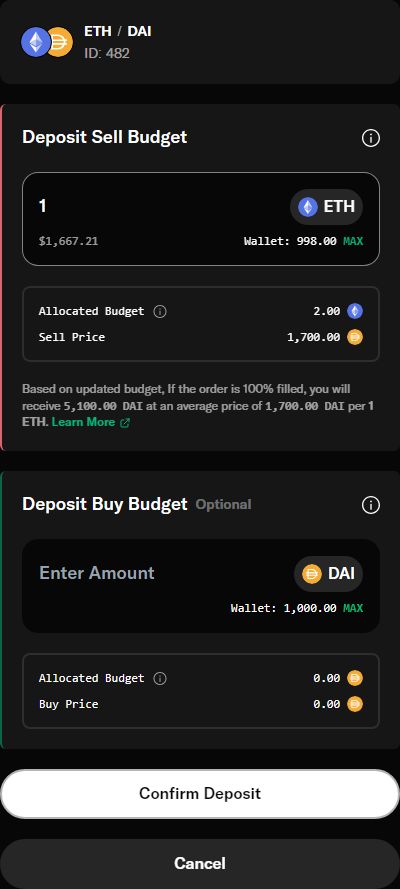 ETH / DAI
ID: 482
Deposit Sell Budget
1 ETH
$1,667.21 Wallet: 998.00 MAX
Allocated Budget 2.00
Sell Price 1,700.00
Based on updated budget, If the order is 100% filled, you will
receive 5,100.00 DAI at an average price of 1,700.00 DAI per 1
ETH. Learn More
Deposit Buy Budget Optional
Enter Amount DAI
Wallet: 1,000.00 MAX
Allocated Budget 0.00
Buy Price 0.00
Confirm Deposit
Cancel